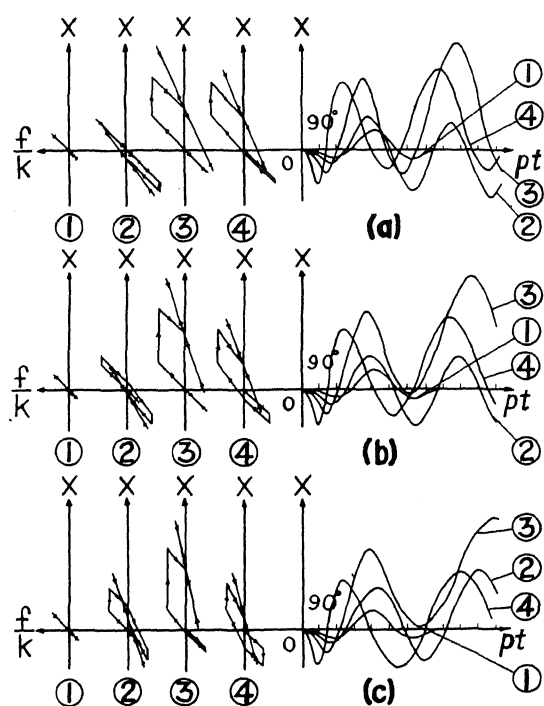 X X X X X
f/k 90° 0 pt
① ④ ③ ②
① ② ③ ④ (a)
X X X X X
f/k 90° 0 pt
③ ① ④ ②
① ② ③ ④ (b)
X X X X X
f/k 90° 0 pt
③ ② ④ ①
① ② ③ ④ (c)